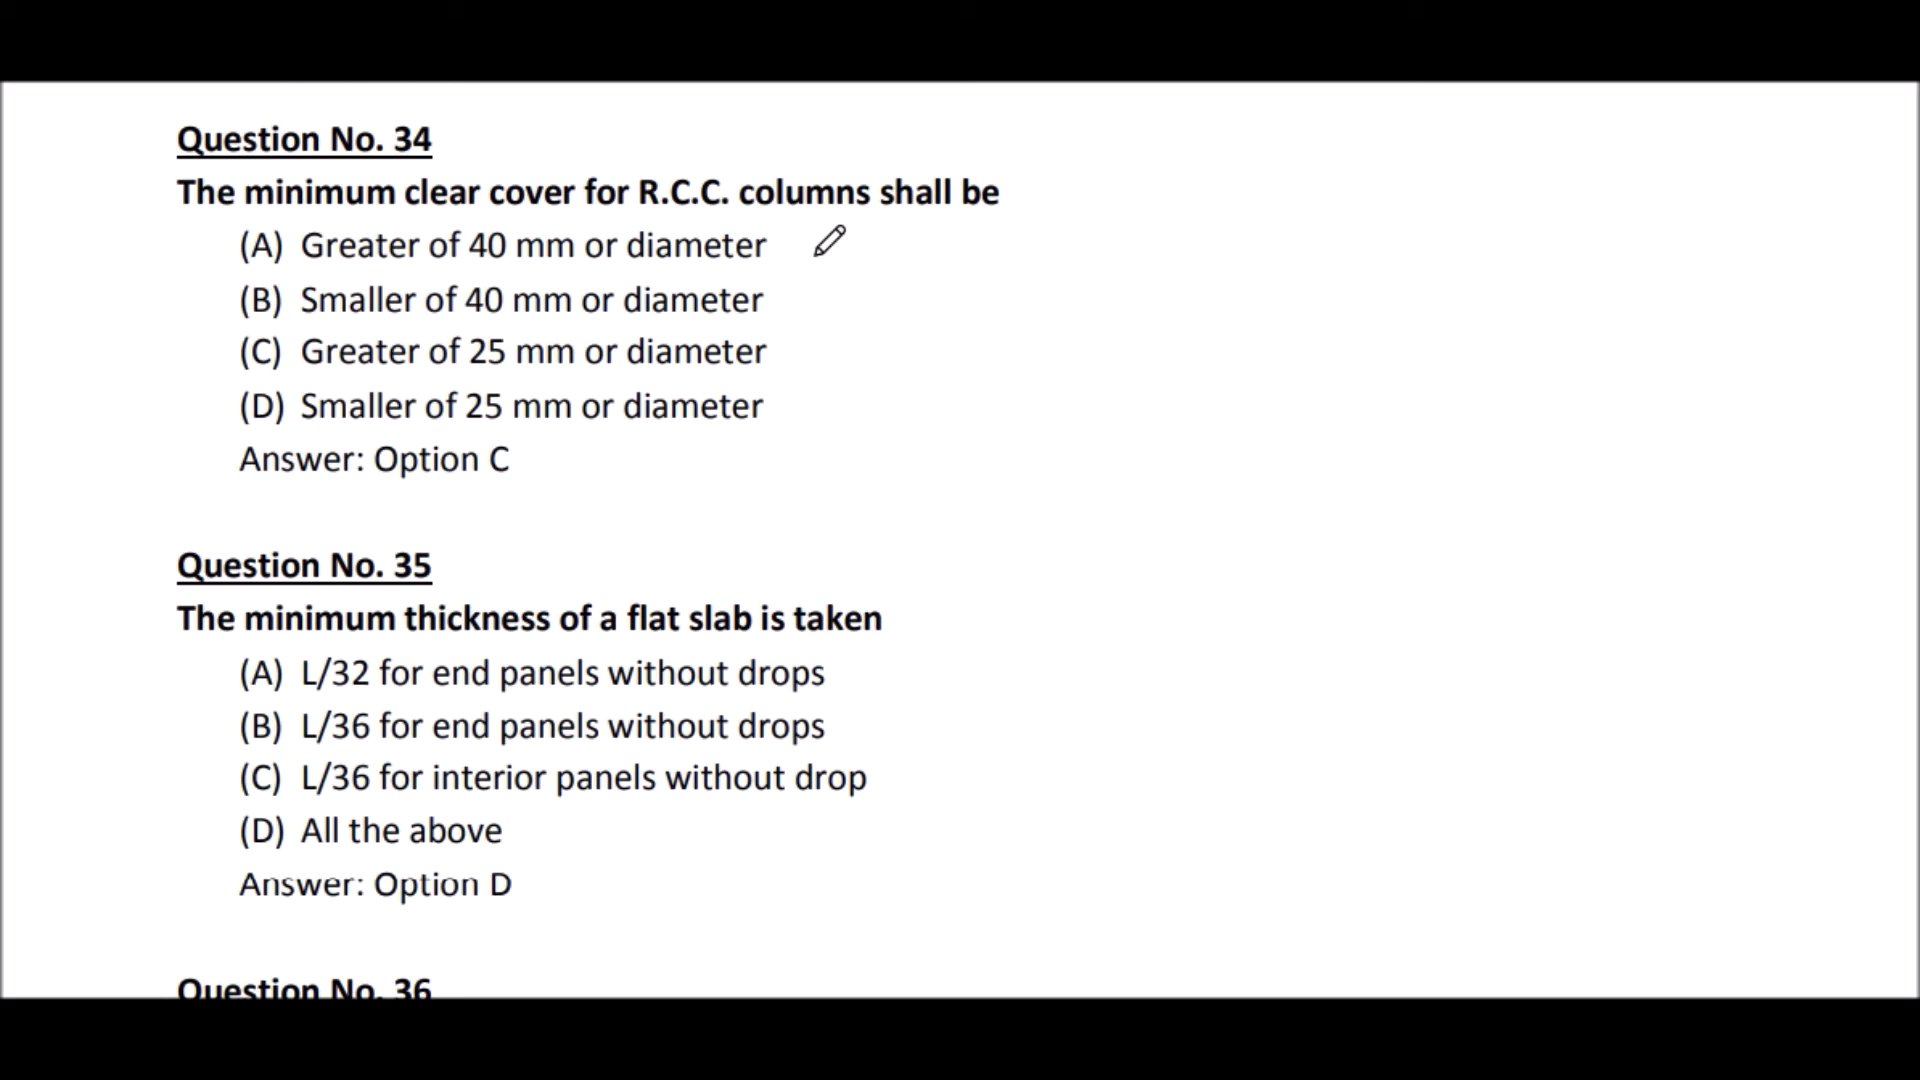 Question No. 34
The minimum clear cover for R.C.C. columns shall be
(A) Greater of 40 mm or diameter
(B) Smaller of 40 mm or diameter
(C) Greater of 25 mm or diameter
(D) Smaller of 25 mm or diameter
Answer: Option C
Question No. 35
The minimum thickness of a flat slab is taken
(A) L/32 for end panels without drops
(B) L/36 for end panels without drops
(C) L/36 for interior panels without drop
(D) All the above
Answer: Option D
Question No. 36